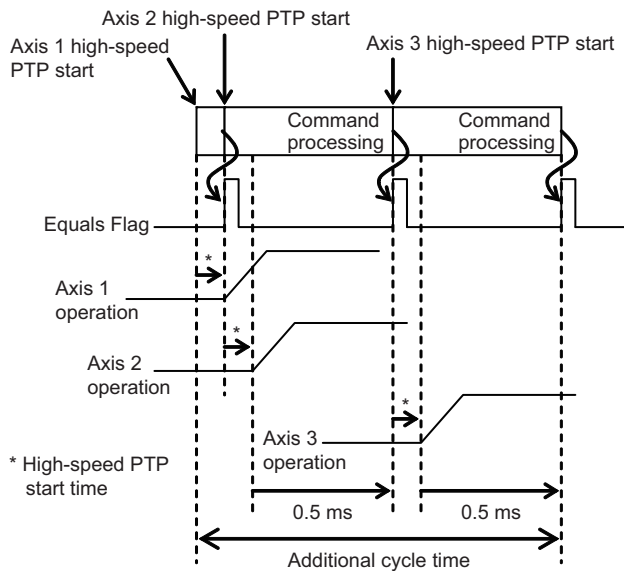 Axis 2 high-speed PTP start
Axis 1 high-speed
PTP start
Axis 3 high-speed PTP start
Command
processing
Command
processing
Equals Flag
*
Axis 1
operation
*
Axis 2
operation
*
Axis 3
operation
* High-speed PTP
start time
0.5 ms
0.5 ms
Additional cycle time